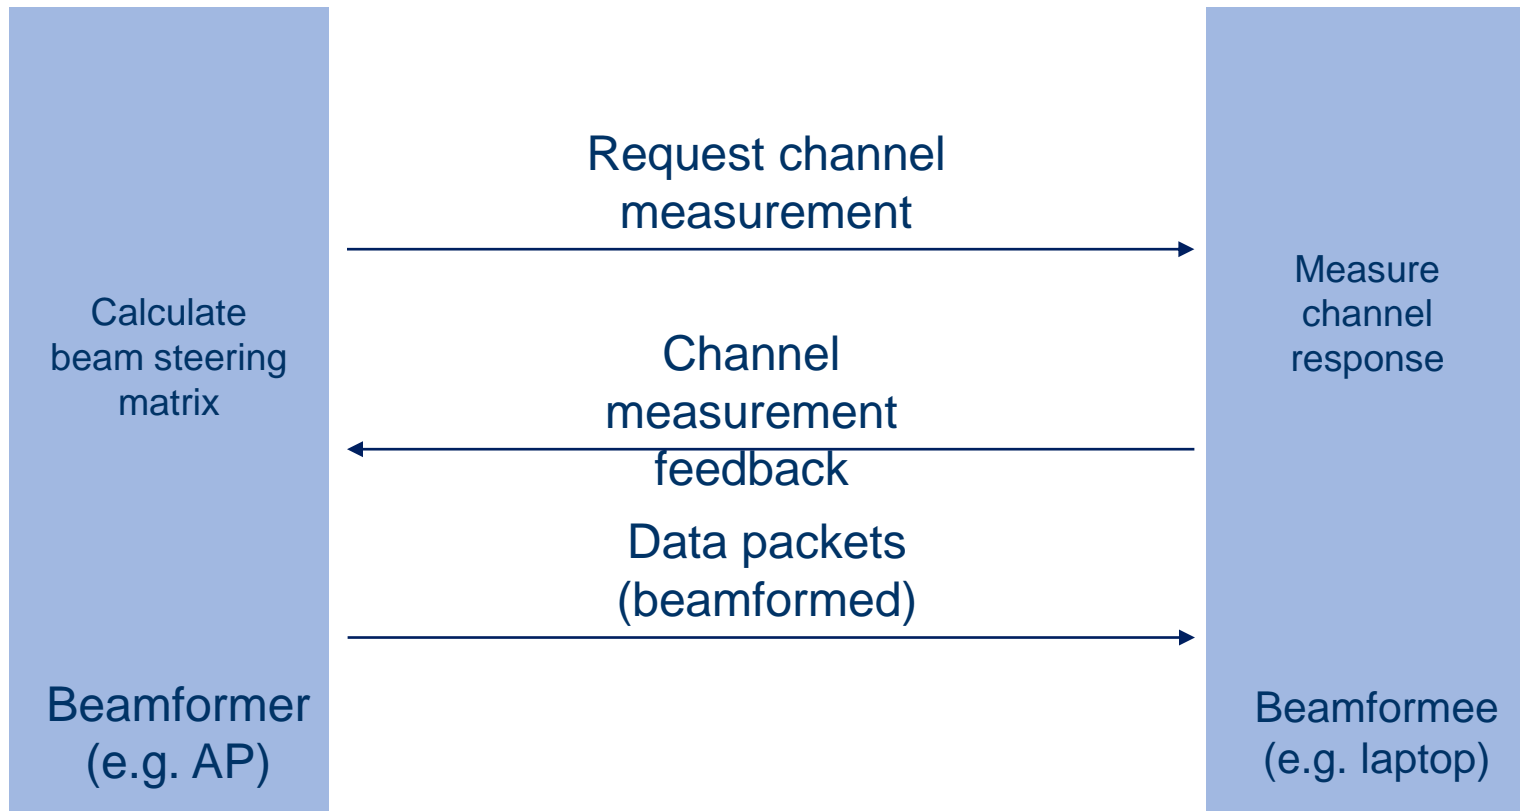 Request channel
measurement
Calculate
beam steering
matrix
Measure
channel
response
Channel
measurement
feedback
Data packets
(beamformed)
Beamformer
(e.g. AP)
Beamformee
(e.g. laptop)